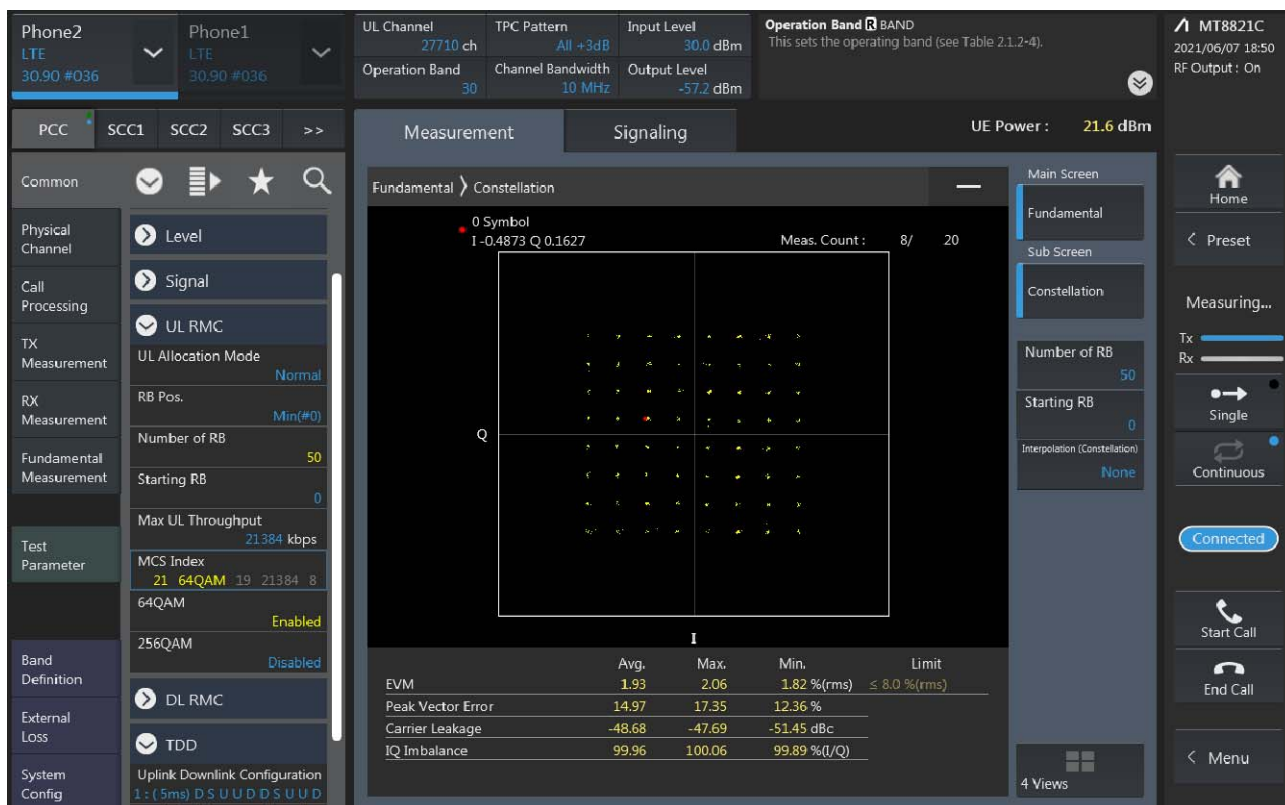 Phone2
LTE
30.90 #036
Phone1
LTE
30.90 #036
UL Channel
27710 ch
TPC Pattern
All +3dB
Input Level
30.0 dBm
Operation Band
30
Channel Bandwidth
10 MHz
Output Level
-57.2 dBm
Operation Band R BAND
This sets the operating band (see Table 2.1.2-4).
MT8821C
2021/06/07 18:50
RF Output : On
PCC SCC1 SCC2 SCC3 >>
Measurement
Signaling
UE Power : 21.6 dBm
Common
Physical
Channel
Call
Processing
TX
Measurement
RX
Measurement
Fundamental
Measurement
Test
Parameter
Band
Definition
External
Loss
System
Config
Level
Signal
UL RMC
UL Allocation Mode
Normal
RB Pos.
Min(#0)
Number of RB
50
Starting RB
0
Max UL Throughput
21384 kbps
MCS Index
21 64QAM 19 21384 8
64QAM
Enabled
256QAM
Disabled
DL RMC
TDD
Uplink Downlink Configuration
1 : ( 5ms) D S U U D D S U U D
Fundamental > Constellation
0 Symbol
I -0.4873 Q 0.1627
Meas. Count : 8/ 20
Q
I
Avg. Max. Min. Limit
EVM 1.93 2.06 1.82 %(rms) ≤ 8.0 %(rms)
Peak Vector Error 14.97 17.35 12.36 %
Carrier Leakage -48.68 -47.69 -51.45 dBc
IQ Imbalance 99.96 100.06 99.89 %(I/Q)
Main Screen
Fundamental
Sub Screen
Constellation
Number of RB
50
Starting RB
0
Interpolation (Constellation)
None
4 Views
Home
< Preset
Measuring...
Tx
Rx
Single
Continuous
Connected
Start Call
End Call
< Menu